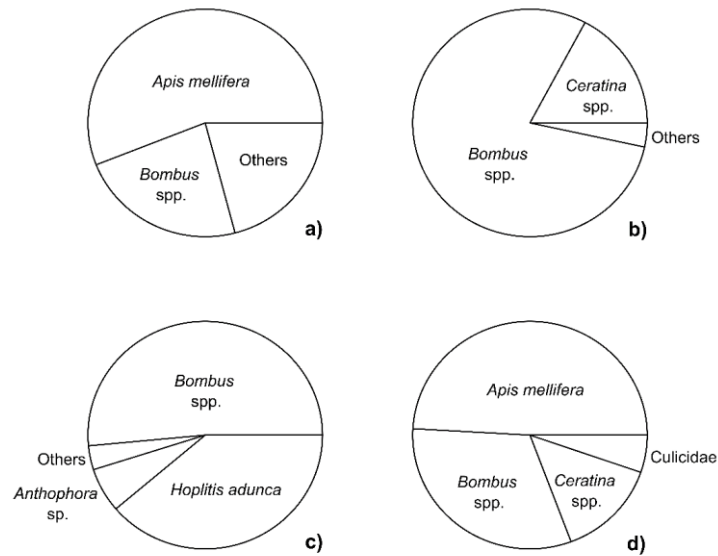 Apis mellifera
Bombus
spp.
Others
a)
Ceratina
spp.
Others
Bombus
spp.
b)
Bombus
spp.
Others
Anthophora
sp.
Hoplitis adunca
c)
Apis mellifera
Culicidae
Bombus
spp.
Ceratina
spp.
d)